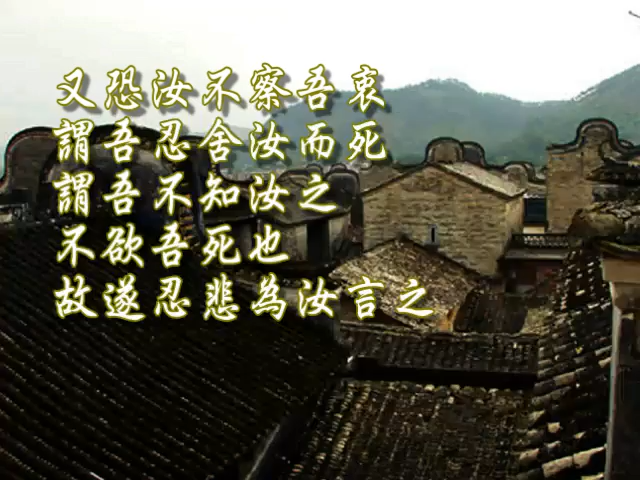 又恐汝不察吾衷
謂吾忍舍汝而死
謂吾不知汝之
不欲吾死也
故遂忍悲為汝言之